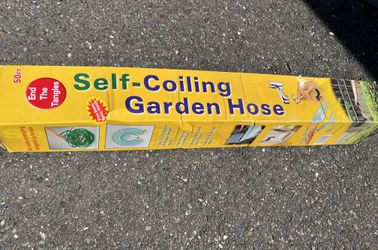 50FT
End
The
Tangles
Self-Coiling
Garden Hose